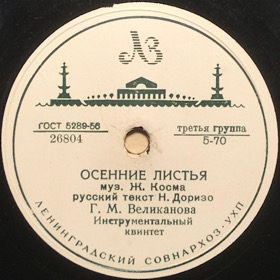 ЛЗ
ГОСТ 5289-56
26804
третья группа
5-70
ОСЕННИЕ ЛИСТЬЯ
муз. Ж. Косма
русский текст Н. Доризо
Г. М. Великанова
Инструментальный
квинтет
ЛЕНИНГРАДСКИЙ СОВНАРХОЗ-УХП